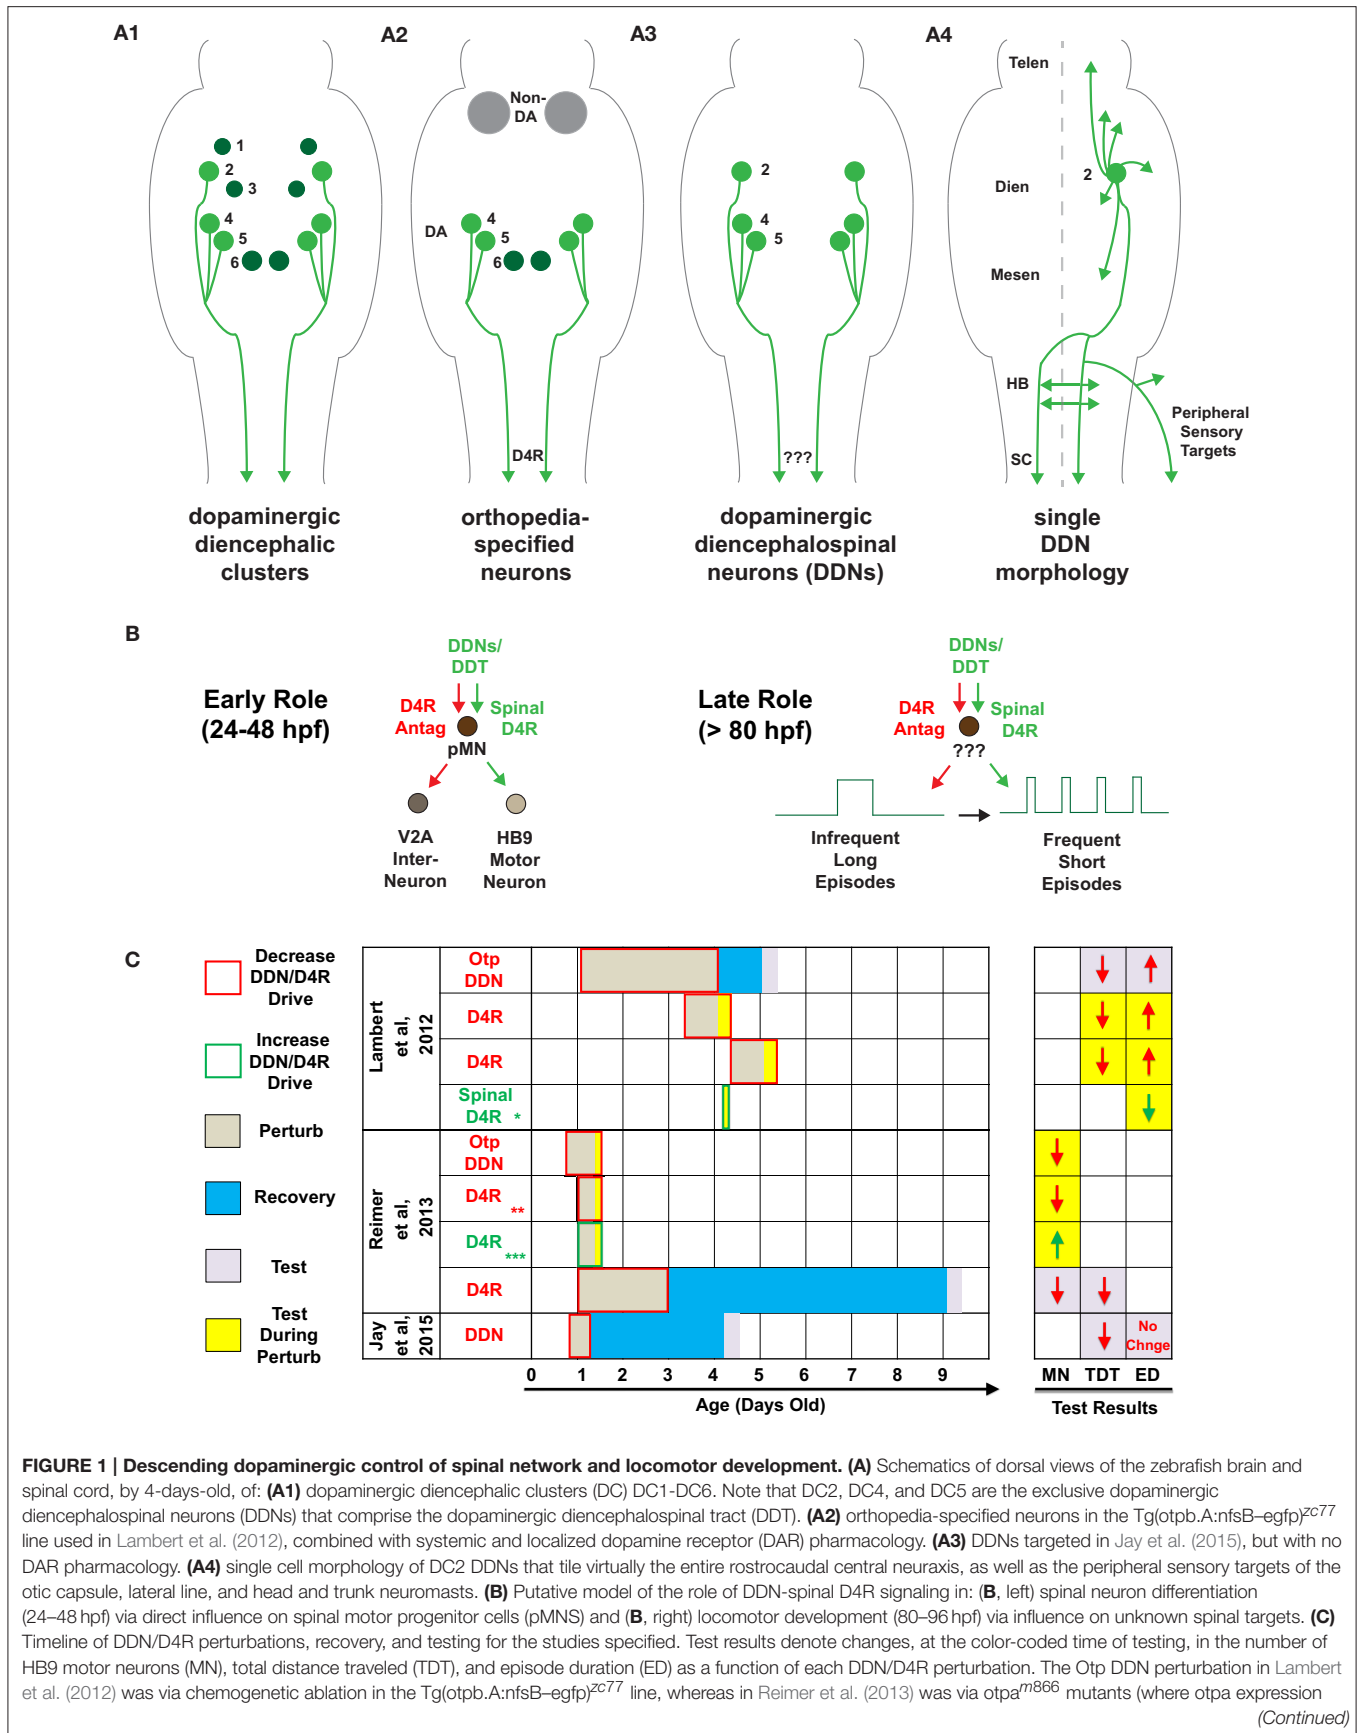 A1
A2
A3
A4
1
2
3
4
5
6
Non-
DA
DA
4
5
6
D4R
2
4
5
???
Telen
Dien
2
Mesen
HB
SC
Peripheral
Sensory
Targets
dopaminergic
diencephalic
clusters
orthopedia-
specified
neurons
dopaminergic
diencephalospinal
neurons (DDNs)
single
DDN
morphology
B
Early Role
(24-48 hpf)
DDNs/
DDT
D4R
Antag
Spinal
D4R
pMN
V2A
Inter-
Neuron
HB9
Motor
Neuron
Late Role
(> 80 hpf)
DDNs/
DDT
D4R
Antag
Spinal
D4R
???
Infrequent
Long
Episodes
Frequent
Short
Episodes
C
Decrease
DDN/D4R
Drive
Increase
DDN/D4R
Drive
Perturb
Recovery
Test
Test
During
Perturb
Lambert
et al,
2012
Otp
DDN
D4R
D4R
Spinal
D4R *
Reimer
et al,
2013
Otp
DDN
D4R **
D4R ***
D4R
Jay
et al,
2015
DDN
No
Chnge
0 1 2 3 4 5 6 7 8 9
Age (Days Old)
MN TDT ED
Test Results
FIGURE 1 | Descending dopaminergic control of spinal network and locomotor development. (A) Schematics of dorsal views of the zebrafish brain and
spinal cord, by 4-days-old, of: (A1) dopaminergic diencephalic clusters (DC) DC1-DC6. Note that DC2, DC4, and DC5 are the exclusive dopaminergic
diencephalospinal neurons (DDNs) that comprise the dopaminergic diencephalospinal tract (DDT). (A2) orthopedia-specified neurons in the Tg(otpb.A:nfsB–egfp)zc77
line used in Lambert et al. (2012), combined with systemic and localized dopamine receptor (DAR) pharmacology. (A3) DDNs targeted in Jay et al. (2015), but with no
DAR pharmacology. (A4) single cell morphology of DC2 DDNs that tile virtually the entire rostrocaudal central neuraxis, as well as the peripheral sensory targets of the
otic capsule, lateral line, and head and trunk neuromasts. (B) Putative model of the role of DDN-spinal D4R signaling in: (B, left) spinal neuron differentiation
(24–48 hpf) via direct influence on spinal motor progenitor cells (pMNS) and (B, right) locomotor development (80–96 hpf) via influence on unknown spinal targets. (C)
Timeline of DDN/D4R perturbations, recovery, and testing for the studies specified. Test results denote changes, at the color-coded time of testing, in the number of
HB9 motor neurons (MN), total distance traveled (TDT), and episode duration (ED) as a function of each DDN/D4R perturbation. The Otp DDN perturbation in Lambert
et al. (2012) was via chemogenetic ablation in the Tg(otpb.A:nfsB–egfp)zc77 line, whereas in Reimer et al. (2013) was via otpam866 mutants (where otpa expression
(Continued)